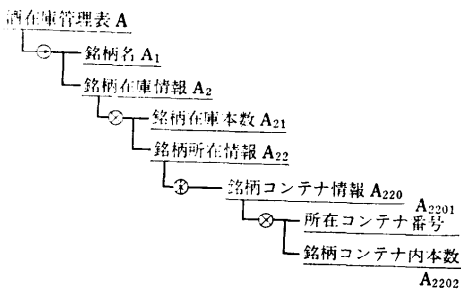 酒在庫管理表 A
銘柄名 A1
銘柄在庫情報 A2
銘柄在庫本数 A21
銘柄所在情報 A22
銘柄コンテナ情報 A220
A2201
所在コンテナ番号
銘柄コンテナ内本数
A2202